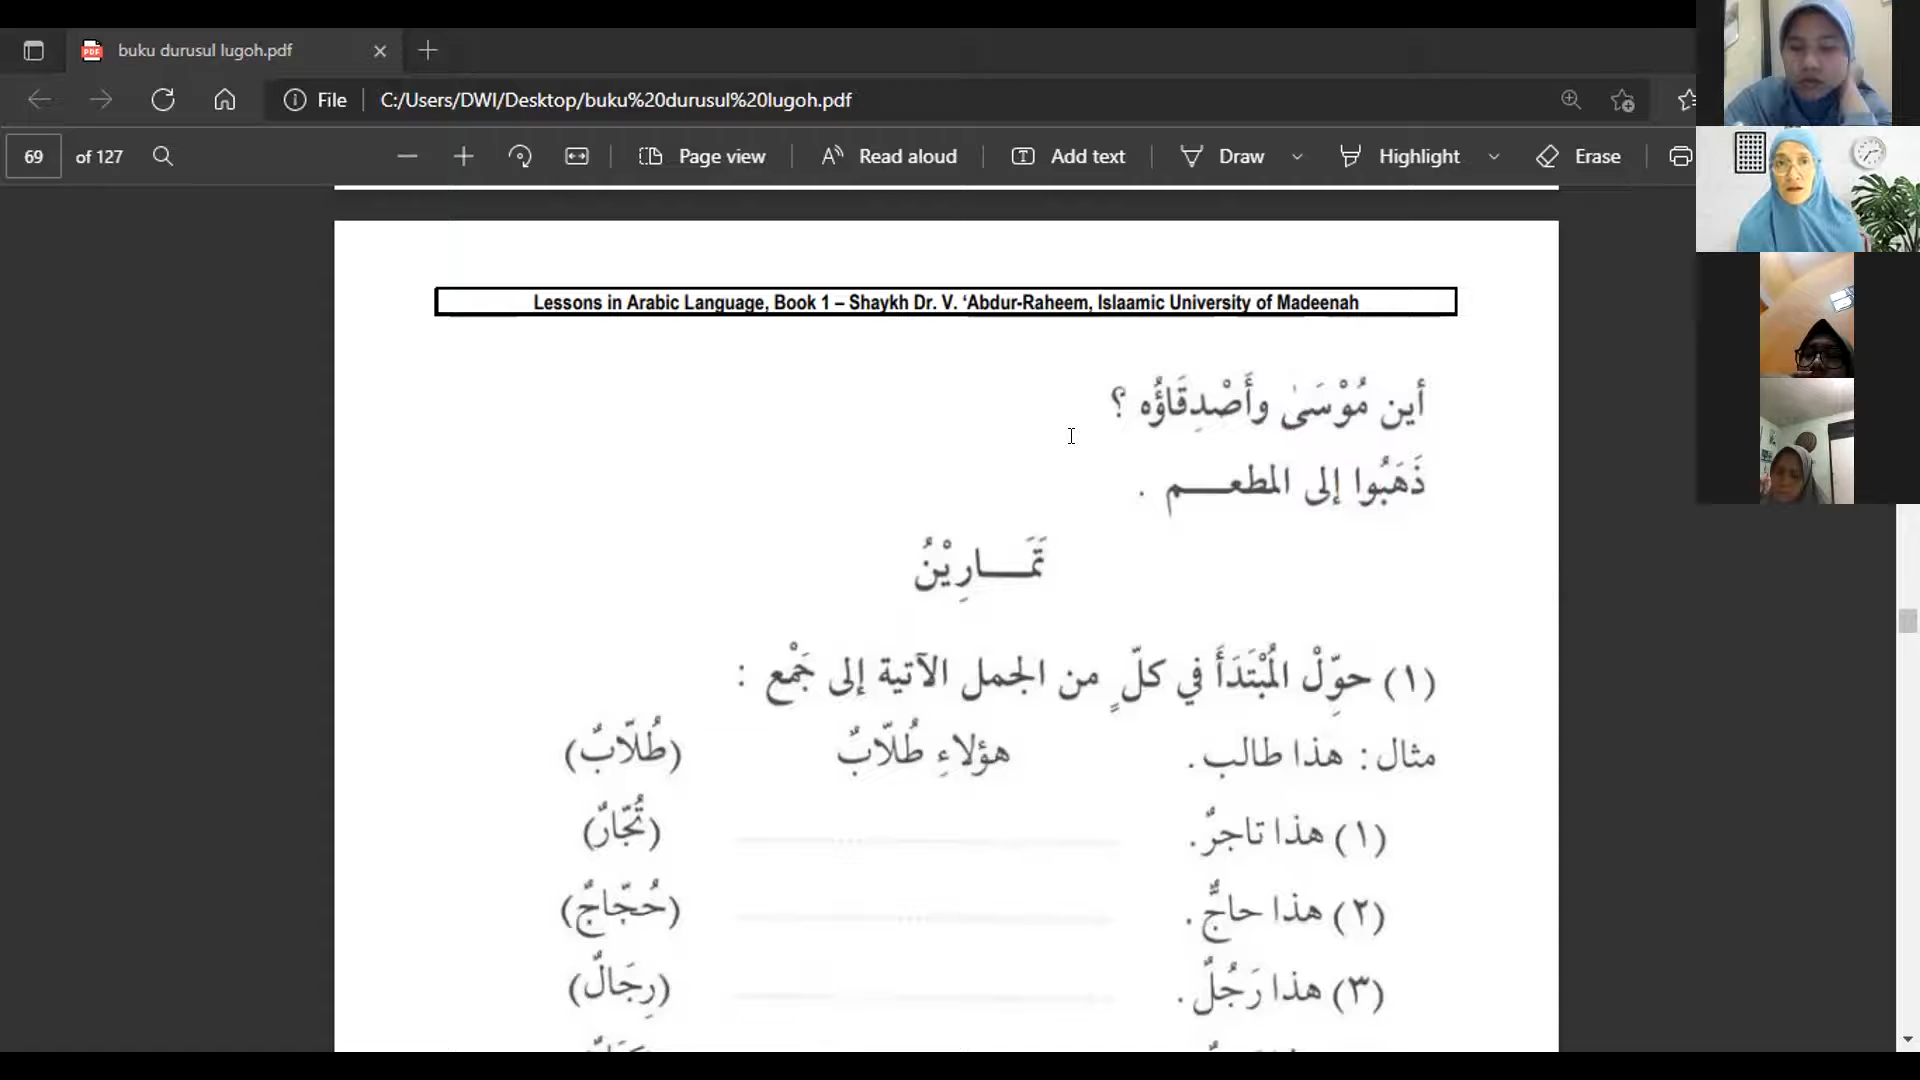 buku durusul lugoh.pdf
File C:/Users/DWI/Desktop/buku%20durusul%20lugoh.pdf
69 of 127 Page view Read aloud Add text Draw Highlight Erase
Lessons in Arabic Language, Book 1 – Shaykh Dr. V. ‘Abdur-Raheem, Islaamic University of Madeenah
أين مُوْسَىٰ وأَصْدِقَاؤُه ؟
ذَهَبُوا إلى المطعـــم .
تَمَـــارِيْنُ
(١) حوِّلْ المُبْتَدَأَ في كلّ ٍ من الجمل الآتية إلى جَمْع :
مثال : هذا طالب . هؤلاءِ طُلّابٌ (طُلّابٌ)
(١) هذا تاجرٌ . (تُجّارٌ)
(٢) هذا حاجٌّ . (حُجّاجٌ)
(٣) هذا رَجُلٌ . (رِجَالٌ)